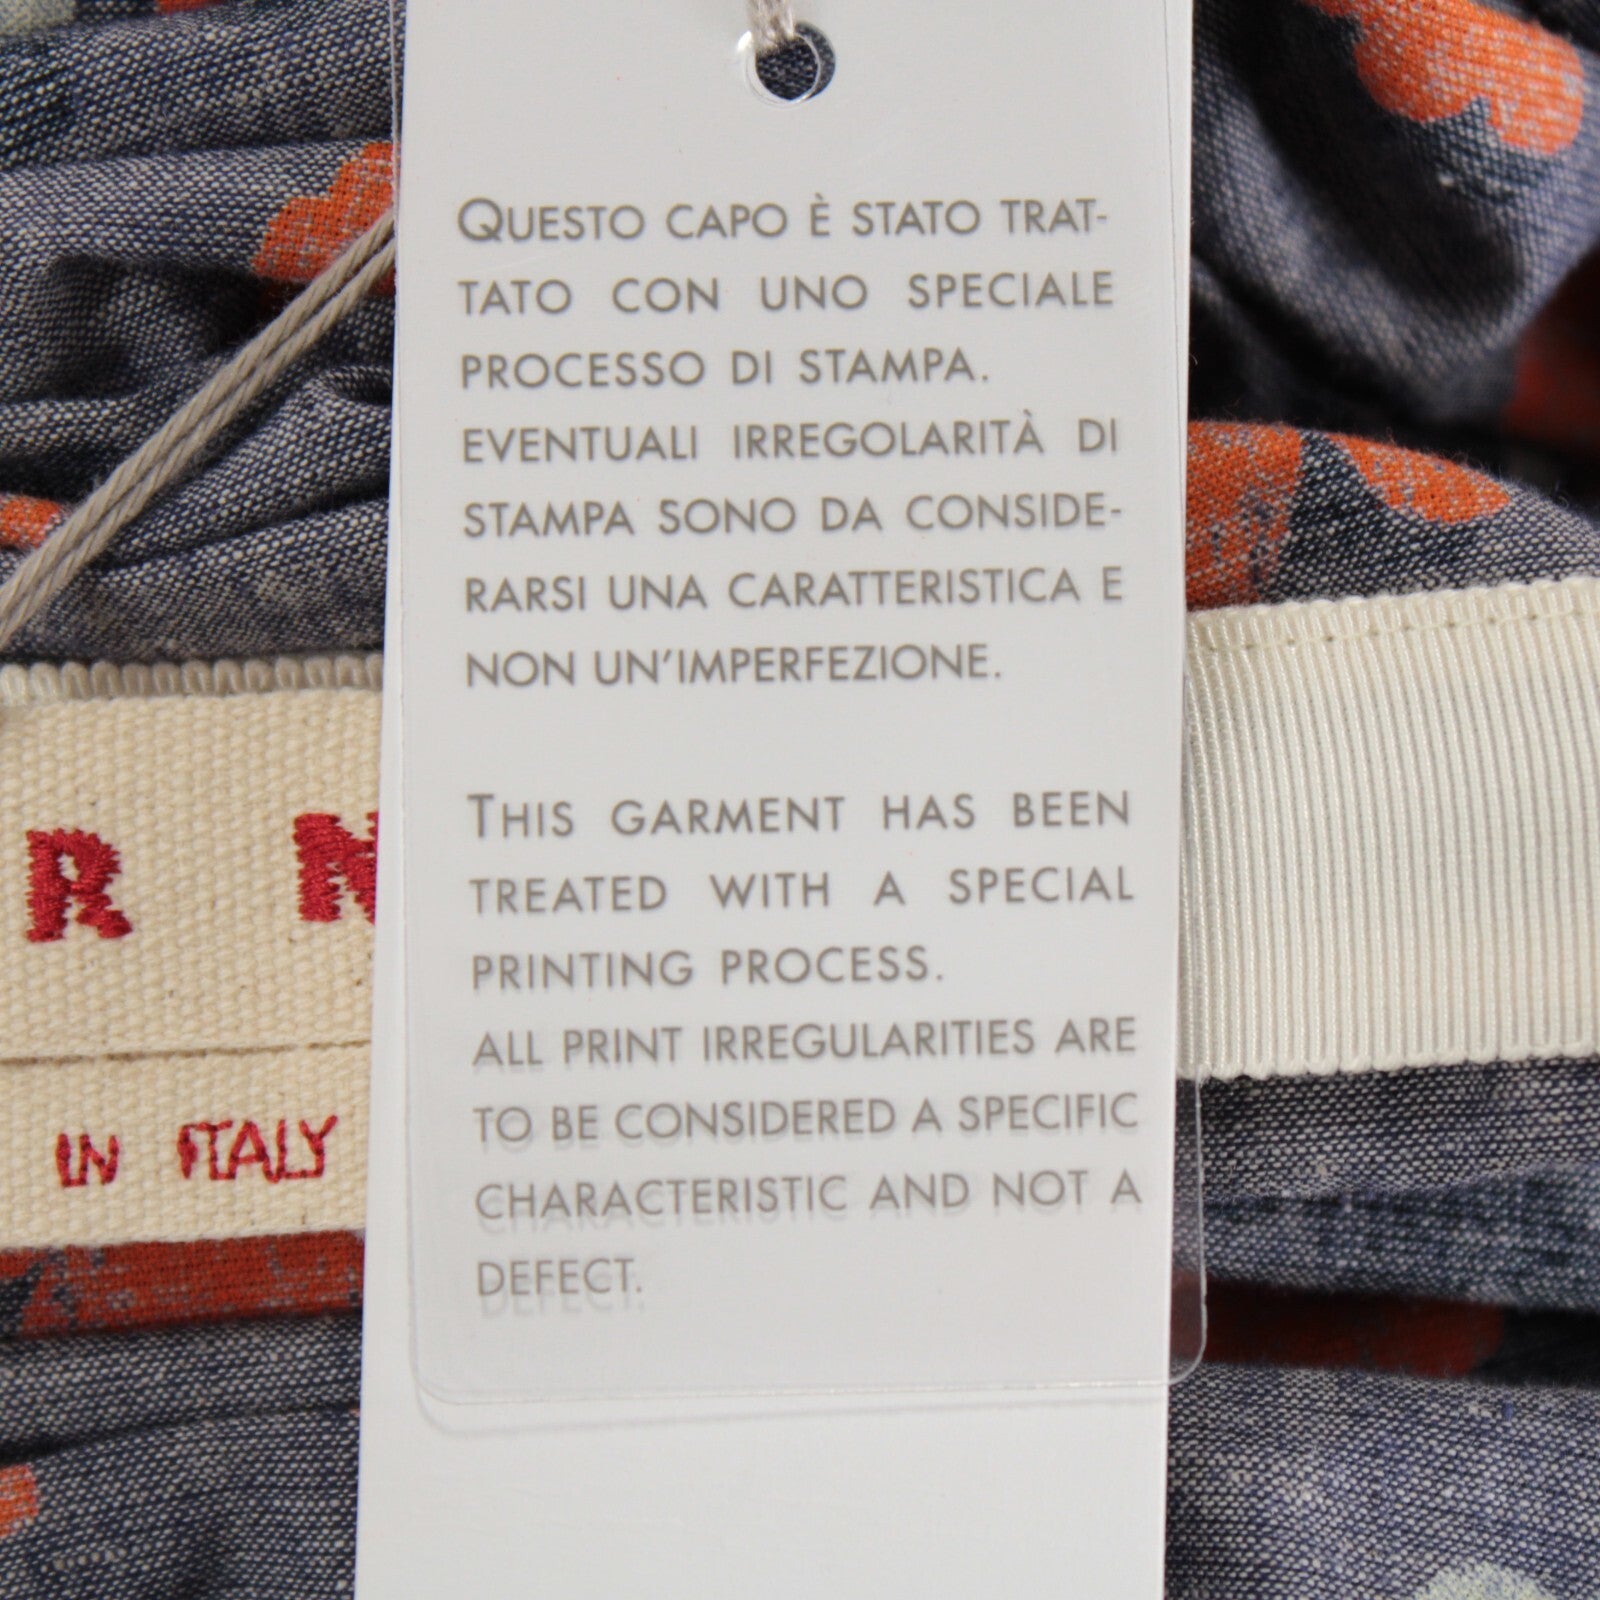 QUESTO CAPO È STATO TRAT-
TATO CON UNO SPECIALE
PROCESSO DI STAMPA.
EVENTUALI IRREGOLARITÀ DI
STAMPA SONO DA CONSIDE-
RARSI UNA CARATTERISTICA E
NON UN'IMPERFEZIONE.
THIS GARMENT HAS BEEN
TREATED WITH A SPECIAL
PRINTING PROCESS.
ALL PRINT IRREGULARITIES ARE
TO BE CONSIDERED A SPECIFIC
CHARACTERISTIC AND NOT A
DEFECT.
R N
IN ITALY